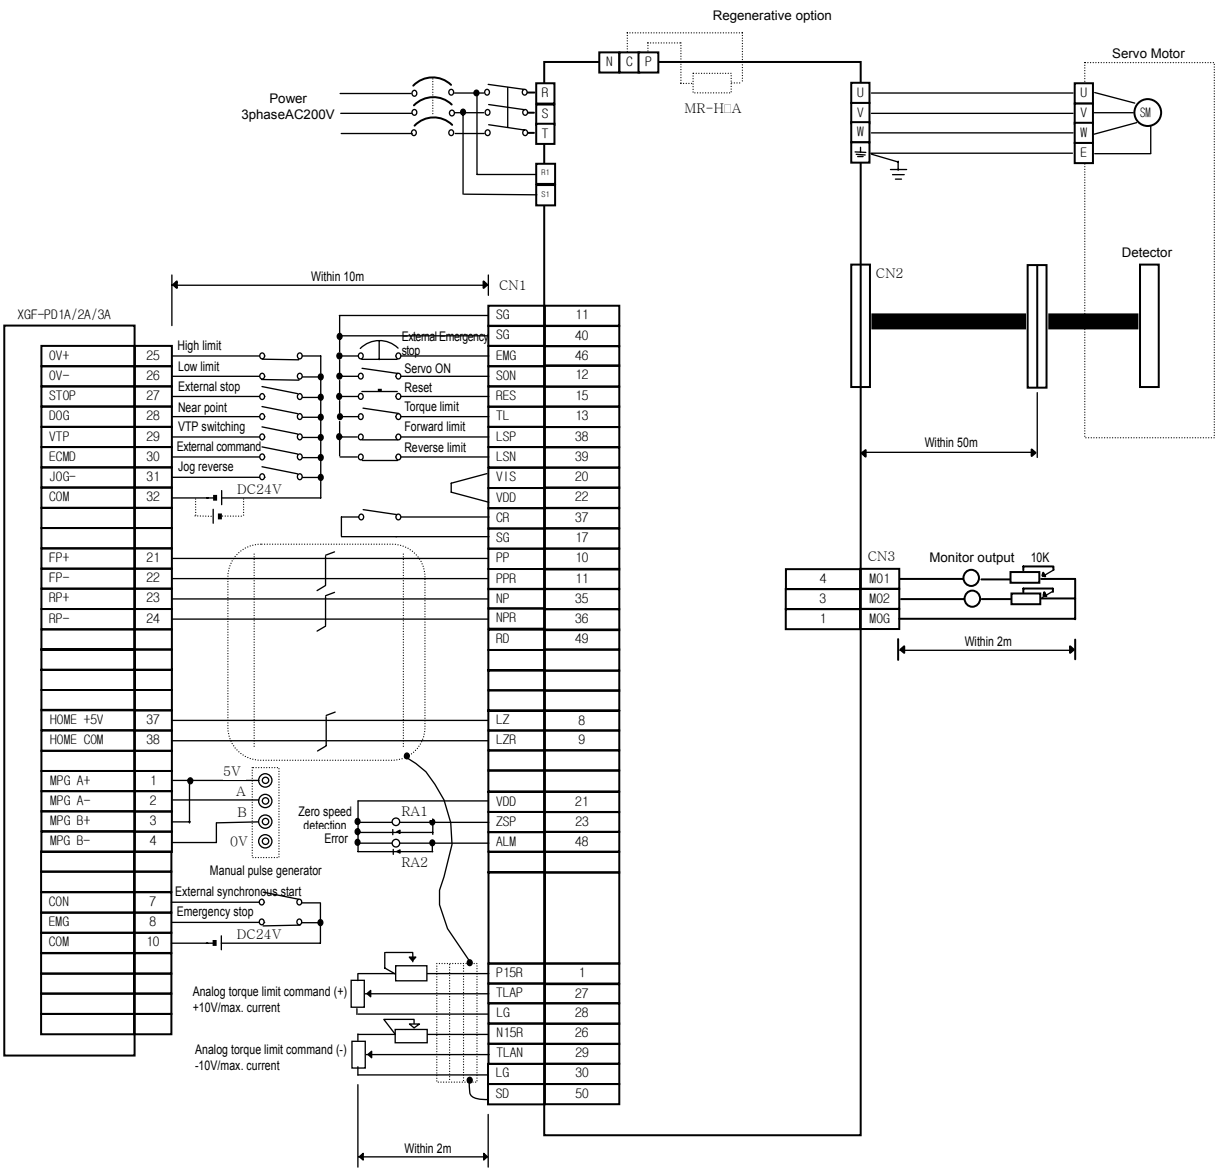 Regenerative option
Servo Motor
N C P
MR-H□A
Power
3phaseAC200V
R
S
T
R1
S1
U
V
W
U
V
W
E
SM
Detector
CN2
Within 10m
CN1
Within 50m
XGF-PD1A/2A/3A
0V+ 25 High limit
0V- 26 Low limit
STOP 27 External stop
DOG 28 Near point
VTP 29 VTP switching
ECMD 30 External command
JOG- 31 Jog reverse
COM 32 DC24V
FP+ 21
FP- 22
RP+ 23
RP- 24
HOME +5V 37
HOME COM 38
MPG A+ 1 5V
MPG A- 2 A
MPG B+ 3 B
MPG B- 4 0V
Manual pulse generator
CON 7 External synchronous start
EMG 8 Emergency stop
COM 10 DC24V
SG 11
External Emergency stop
SG 40
EMG 46
Servo ON SON 12
Reset RES 15
Torque limit TL 13
Forward limit LSP 38
Reverse limit LSN 39
VIS 20
VDD 22
CR 37
SG 17
PP 10
PPR 11
NP 35
NPR 36
RD 49
LZ 8
LZR 9
VDD 21
Zero speed detection RA1 ZSP 23
Error RA2 ALM 48
P15R 1
Analog torque limit command (+)
+10V/max. current
TLAP 27
LG 28
N15R 26
Analog torque limit command (-)
-10V/max. current
TLAN 29
LG 30
SD 50
Within 2m
CN3
Monitor output 10K
4 MO1
3 MO2
1 MOG
Within 2m